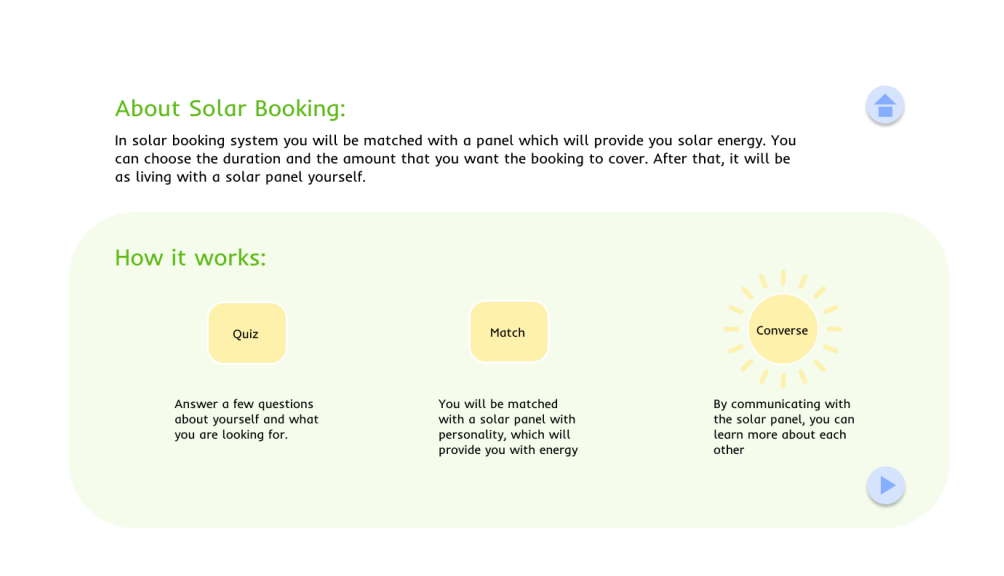 About Solar Booking:
In solar booking system you will be matched with a panel which will provide you solar energy. You
can choose the duration and the amount that you want the booking to cover. After that, it will be
as living with a solar panel yourself.
How it works:
Quiz
Match
Converse
Answer a few questions
about yourself and what
you are looking for.
You will be matched
with a solar panel with
personality, which will
provide you with energy
By communicating with
the solar panel, you can
learn more about each
other